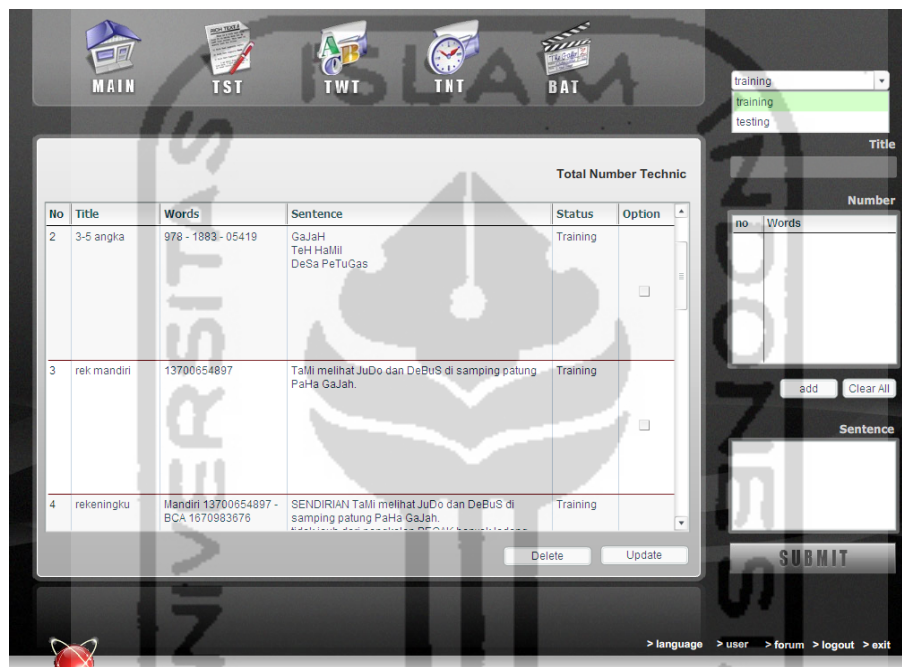 MAIN
TST
TWT
TNT
BAT
training
training
testing
Title
Total Number Technic
Number
no Words
No Title Words Sentence Status Option
2 3-5 angka 978 - 1883 - 05419 GaJaH Training
TeH HaMil
DeSa PeTuGas
3 rek mandiri 13700654897 TaMi melihat JuDo dan DeBuS di samping patung Training
PaHa GaJah.
add Clear All
Sentence
4 rekeningku Mandiri 13700654897 - SENDIRIAN TaMi melihat JuDo dan DeBuS di Training
BCA 1670983676 samping patung PaHa GaJah.
Delete Update
SUBMIT
> language > user > forum > logout > exit
UNIVERSITAS
ISLAM